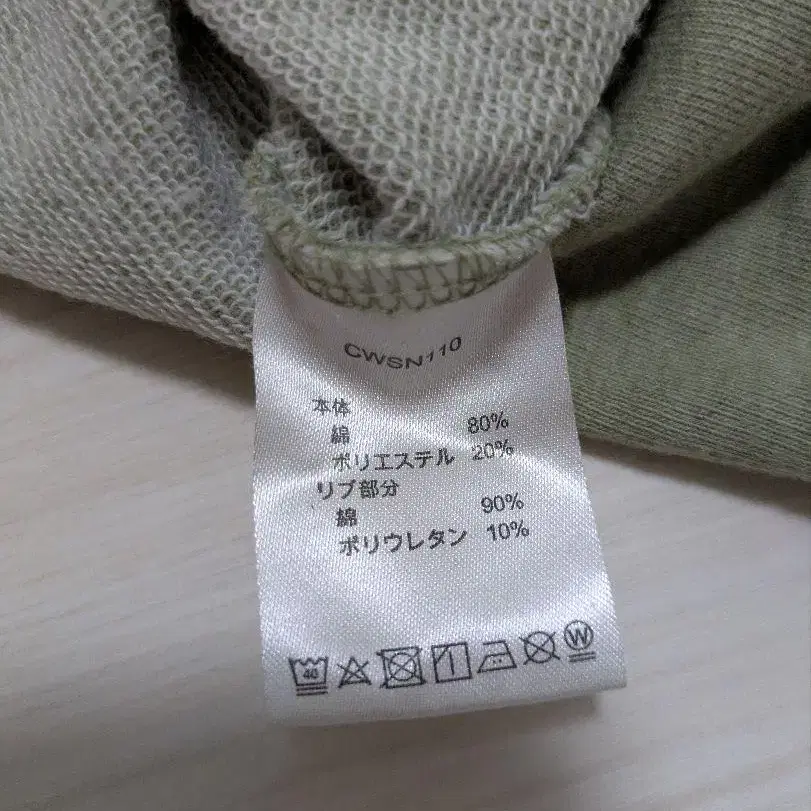 CWSN110
本体
綿 80%
ポリエステル 20%
リブ部分
綿 90%
ポリウレタン 10%
40 W